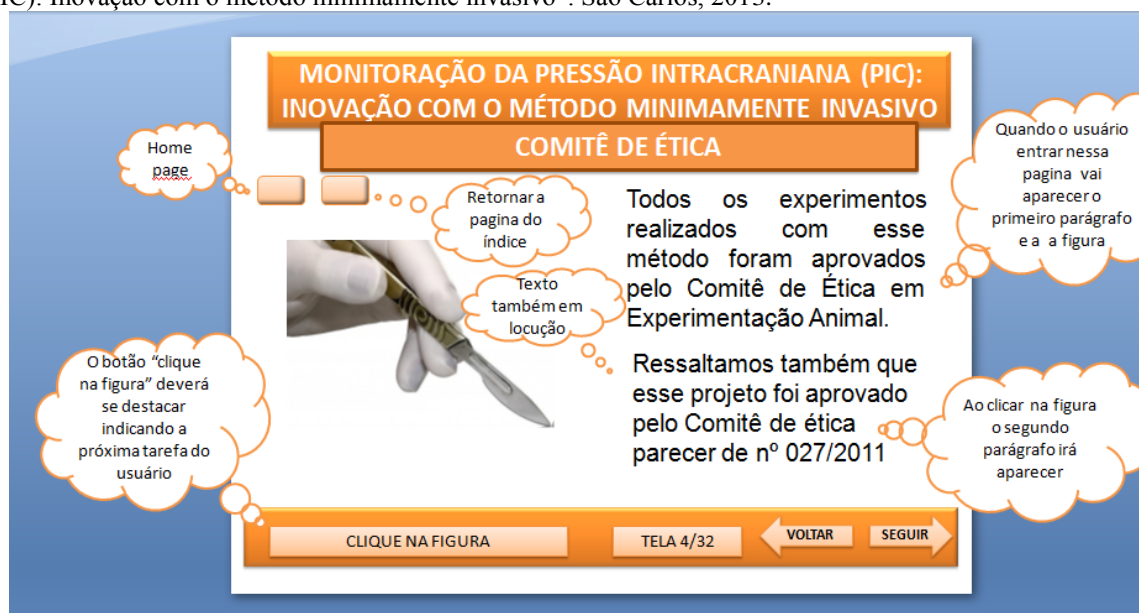 IC): Inovação com o método minimamente invasivo". São Carlos, 2013.
MONITORAÇÃO DA PRESSÃO INTRACRANIANA (PIC):
INOVAÇÃO COM O MÉTODO MINIMAMENTE INVASIVO
COMITÊ DE ÉTICA
Home
page
Retornar a
pagina do
índice
Texto
também em
locução
Todos os experimentos
realizados com esse
método foram aprovados
pelo Comitê de Ética em
Experimentação Animal.
Ressaltamos também que
esse projeto foi aprovado
pelo Comitê de ética
parecer de nº 027/2011
Quando o usuário
entrar nessa
pagina vai
aparecer o
primeiro parágrafo
e a a figura
O botão “clique
na figura” deverá
se destacar
indicando a
próxima tarefa do
usuário
Ao clicar na figura
o segundo
parágrafo irá
aparecer
CLIQUE NA FIGURA
TELA 4/32
VOLTAR
SEGUIR